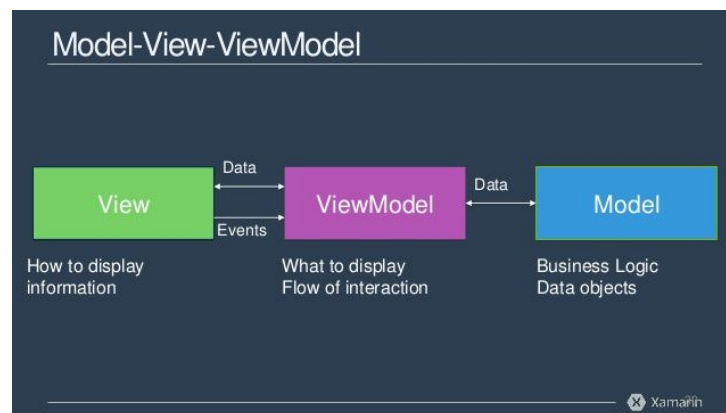 Model-View-ViewModel
Data
Data
View
ViewModel
Model
Events
How to display
information
What to display
Flow of interaction
Business Logic
Data objects
Xamarin